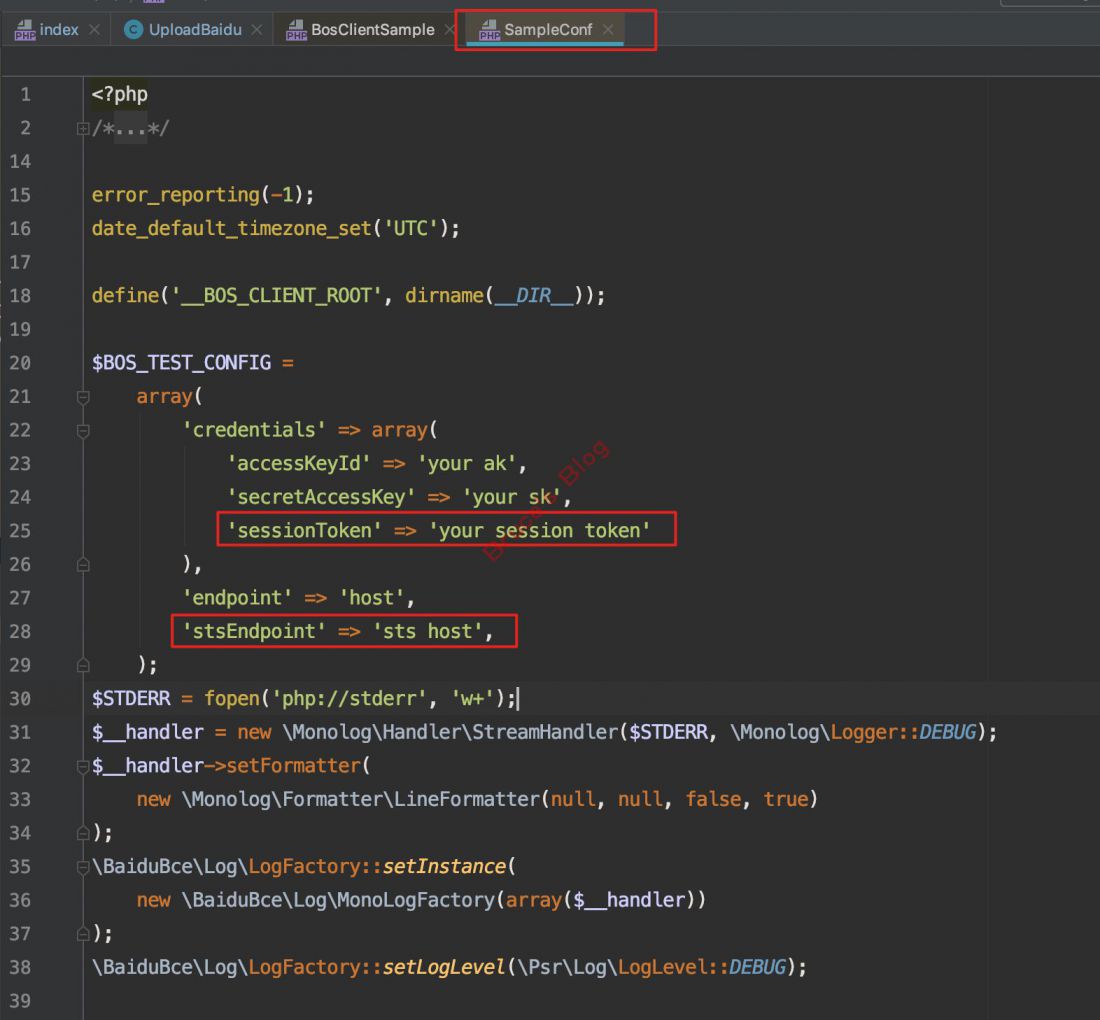 index
UploadBaidu
BosClientSample
SampleConf
1 <?php
2 /*...*/
14
15 error_reporting(-1);
16 date_default_timezone_set('UTC');
17
18 define('__BOS_CLIENT_ROOT', dirname(__DIR__));
19
20 $BOS_TEST_CONFIG =
21 array(
22 'credentials' => array(
23 'accessKeyId' => 'your ak',
24 'secretAccessKey' => 'your sk',
25 'sessionToken' => 'your session token'
26 ),
27 'endpoint' => 'host',
28 'stsEndpoint' => 'sts host',
29 );
30 $STDERR = fopen('php://stderr', 'w+');
31 $__handler = new \Monolog\Handler\StreamHandler($STDERR, \Monolog\Logger::DEBUG);
32 $__handler->setFormatter(
33 new \Monolog\Formatter\LineFormatter(null, null, false, true)
34 );
35 \BaiduBce\Log\LogFactory::setInstance(
36 new \BaiduBce\Log\MonoLogFactory(array($__handler))
37 );
38 \BaiduBce\Log\LogFactory::setLogLevel(\Psr\Log\LogLevel::DEBUG);
39
Blog